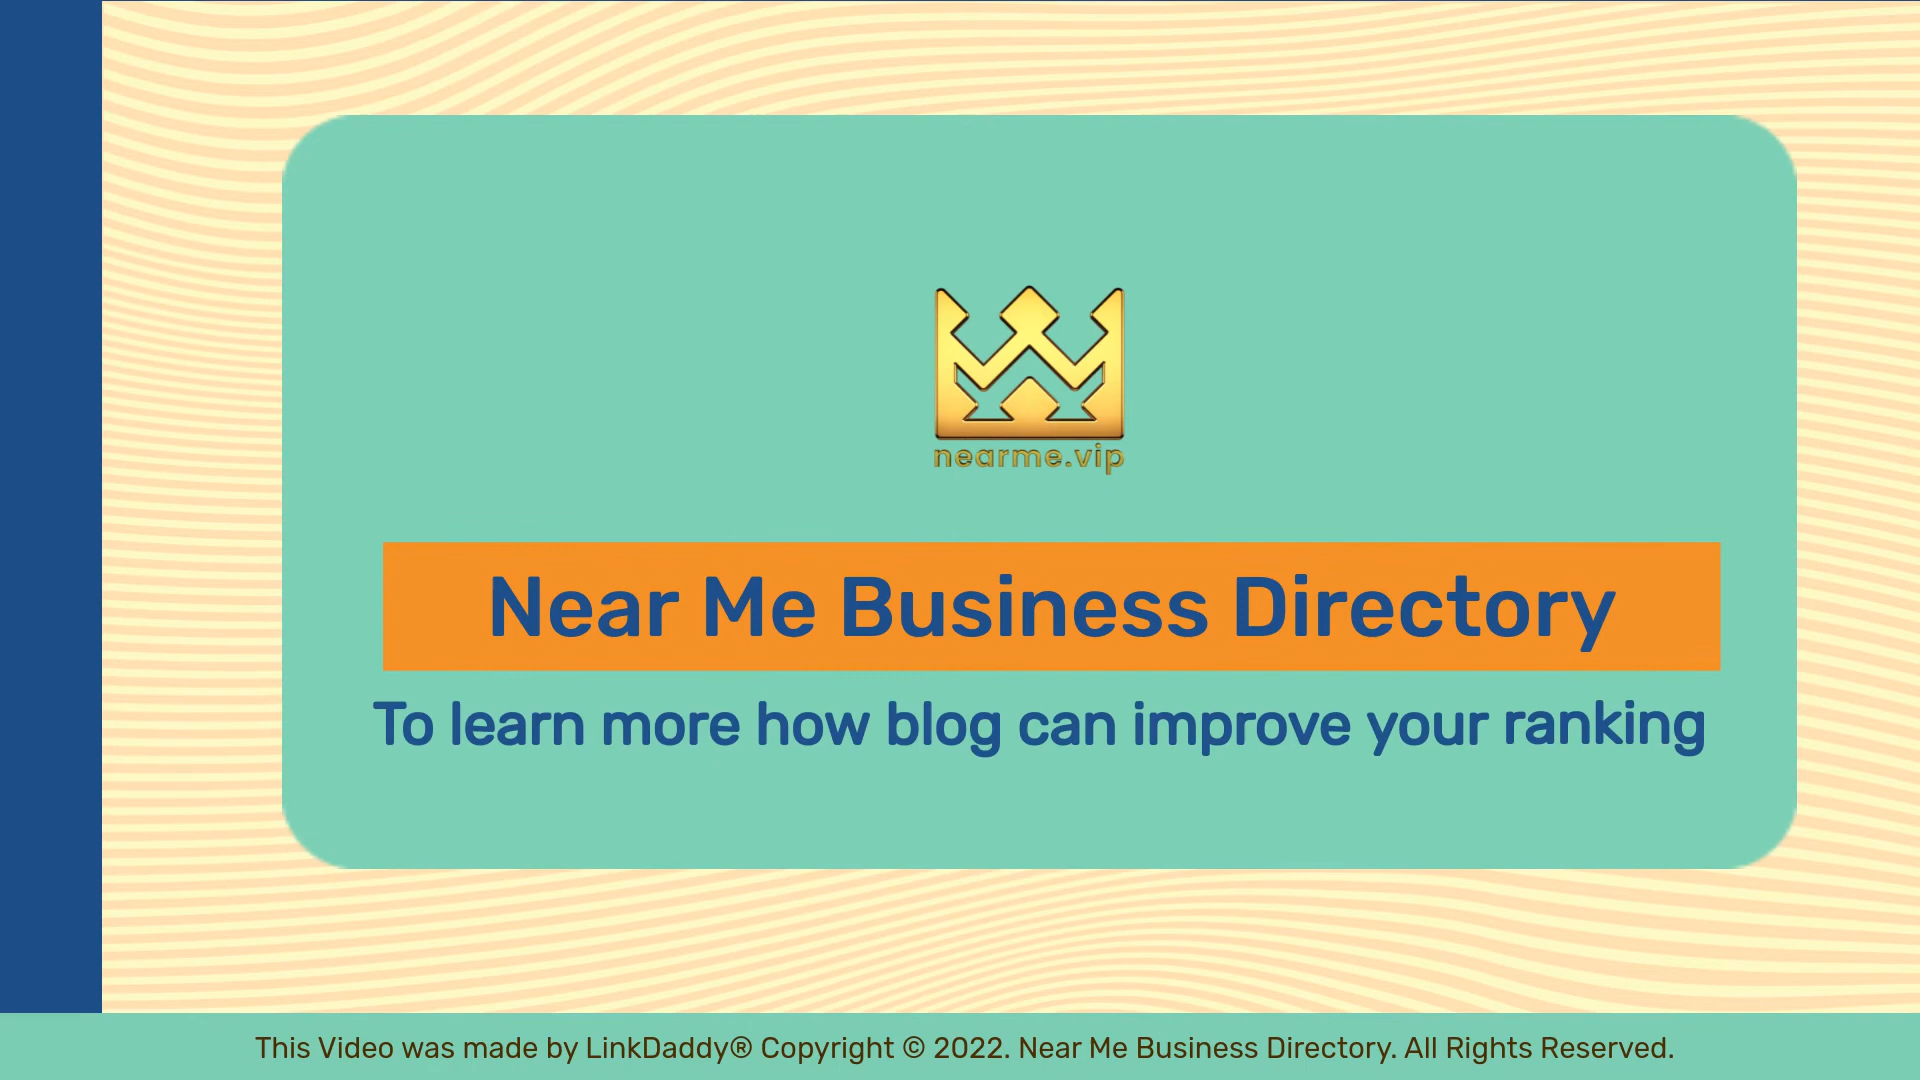 nearme.vip
Near Me Business Directory
To learn more how blog can improve your ranking
This Video was made by LinkDaddy® Copyright © 2022. Near Me Business Directory. All Rights Reserved.